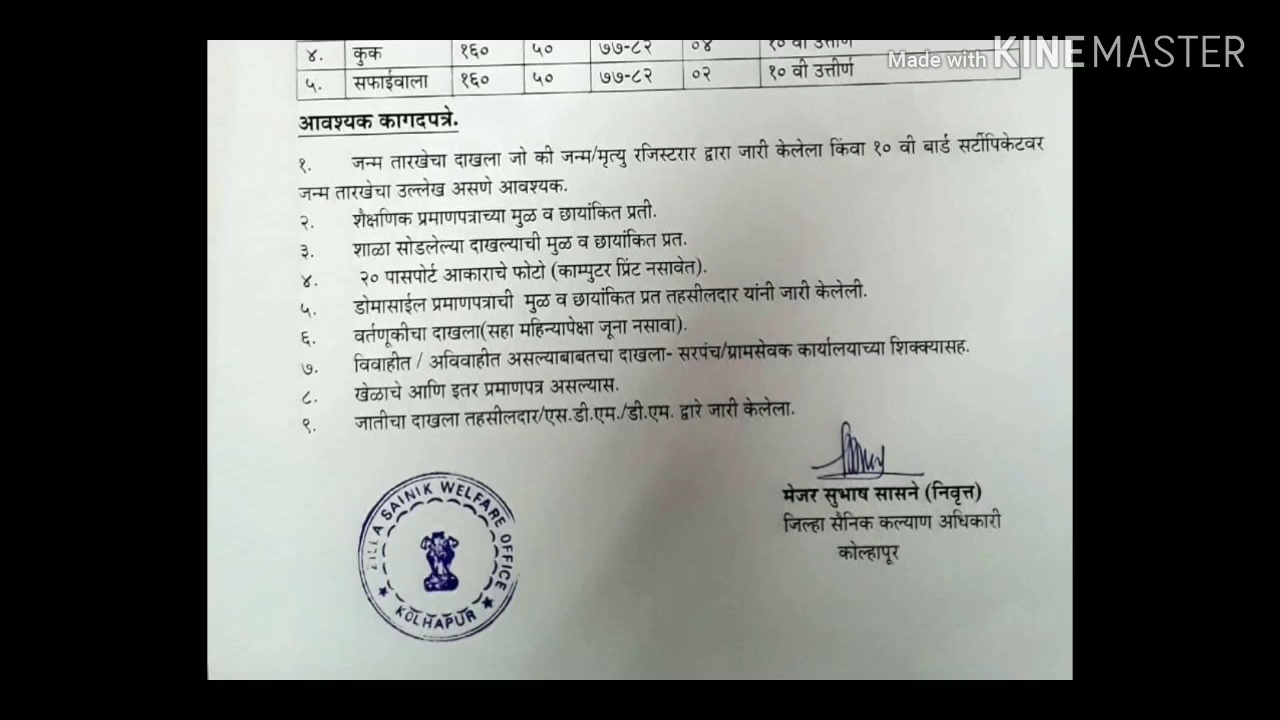 Made with KINEMASTER
४. कुक १६० ५० ७७-८२ ०४ १० वी उत्तीर्ण
५. सफाईवाला १६० ५० ७७-८२ ०२ १० वी उत्तीर्ण
आवश्यक कागदपत्रे.
१. जन्म तारखेचा दाखला जो की जन्म/मृत्यु रजिस्टरार द्वारा जारी केलेला किंवा १० वी बार्ड सर्टीपिकेटवर
जन्म तारखेचा उल्लेख असणे आवश्यक.
२. शैक्षणिक प्रमाणपत्राच्या मुळ व छायांकित प्रती.
३. शाळा सोडलेल्या दाखल्याची मुळ व छायांकित प्रत.
४. २० पासपोर्ट आकाराचे फोटो (काम्पुटर प्रिंट नसावेत).
५. डोमासाईल प्रमाणपत्राची मुळ व छायांकित प्रत तहसीलदार यांनी जारी केलेली.
६. वर्तणूकीचा दाखला(सहा महिन्यापेक्षा जूना नसावा).
७. विवाहीत / अविवाहीत असल्याबाबतचा दाखला- सरपंच/ग्रामसेवक कार्यालयाच्या शिक्क्यासह.
८. खेळाचे आणि इतर प्रमाणपत्र असल्यास.
९. जातीचा दाखला तहसीलदार/एस.डी.एम./डी.एम. द्वारे जारी केलेला.
मेजर सुभाष सासने (निवृत्त)
जिल्हा सैनिक कल्याण अधिकारी
कोल्हापूर
ZILLA SAINIK WELFARE OFFICE
KOLHAPUR